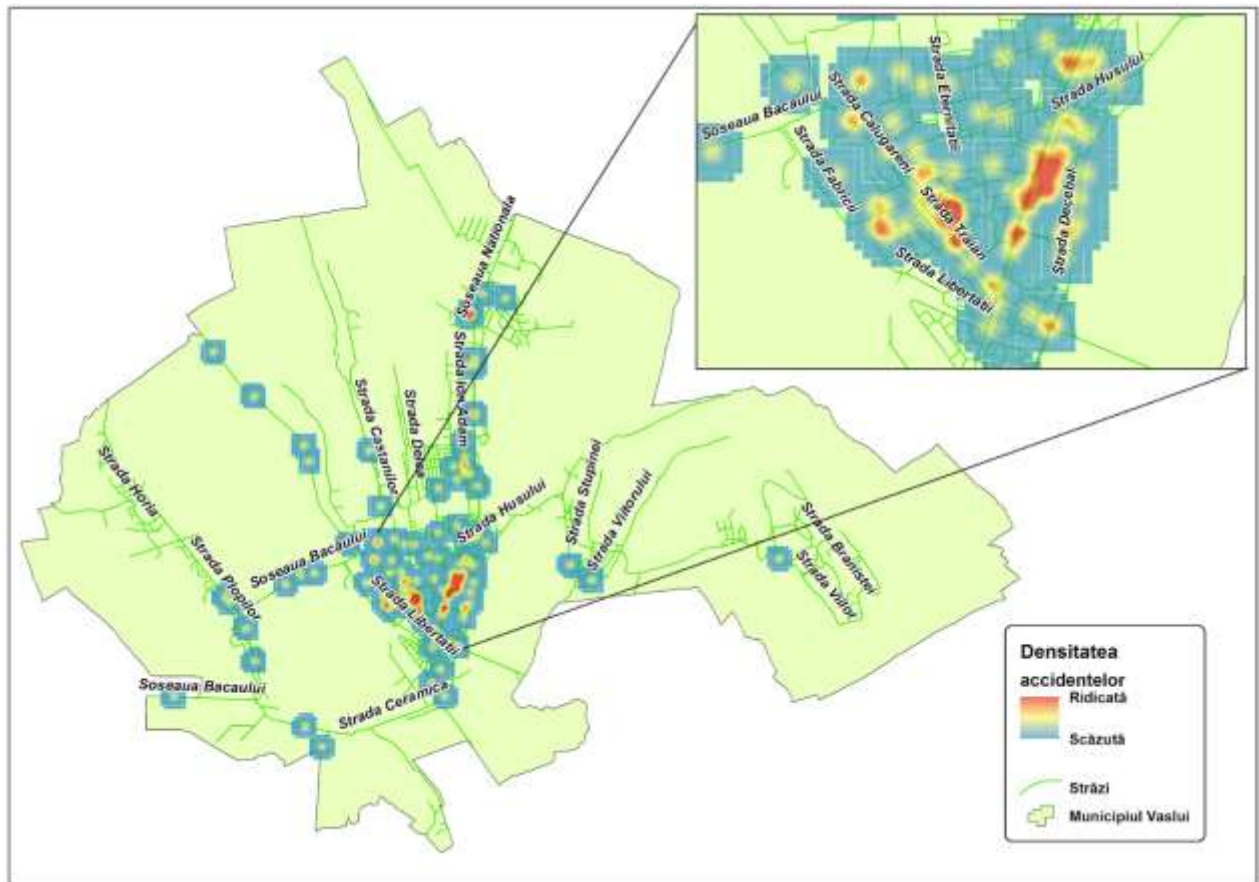 Strada Husului
Strada Eternitatii
Strada Calugareni
Soseaua Bacaului
Strada Fabricii
Strada Traian
Strada Decebal
Strada Libertatii
Soseaua Nationala
Strada Ion Adam
Strada Castanilor
Strada Delea
Strada Horia
Strada Husului
Strada Stupinei
Strada Viitorului
Strada Branistei
Strada Viilor
Soseaua Bacaului
Strada Plopilor
Strada Libertatii
Soseaua Bacaului
Strada Ceramica
Densitatea
accidentelor
Ridicată
Scăzută
Străzi
Municipiul Vaslui